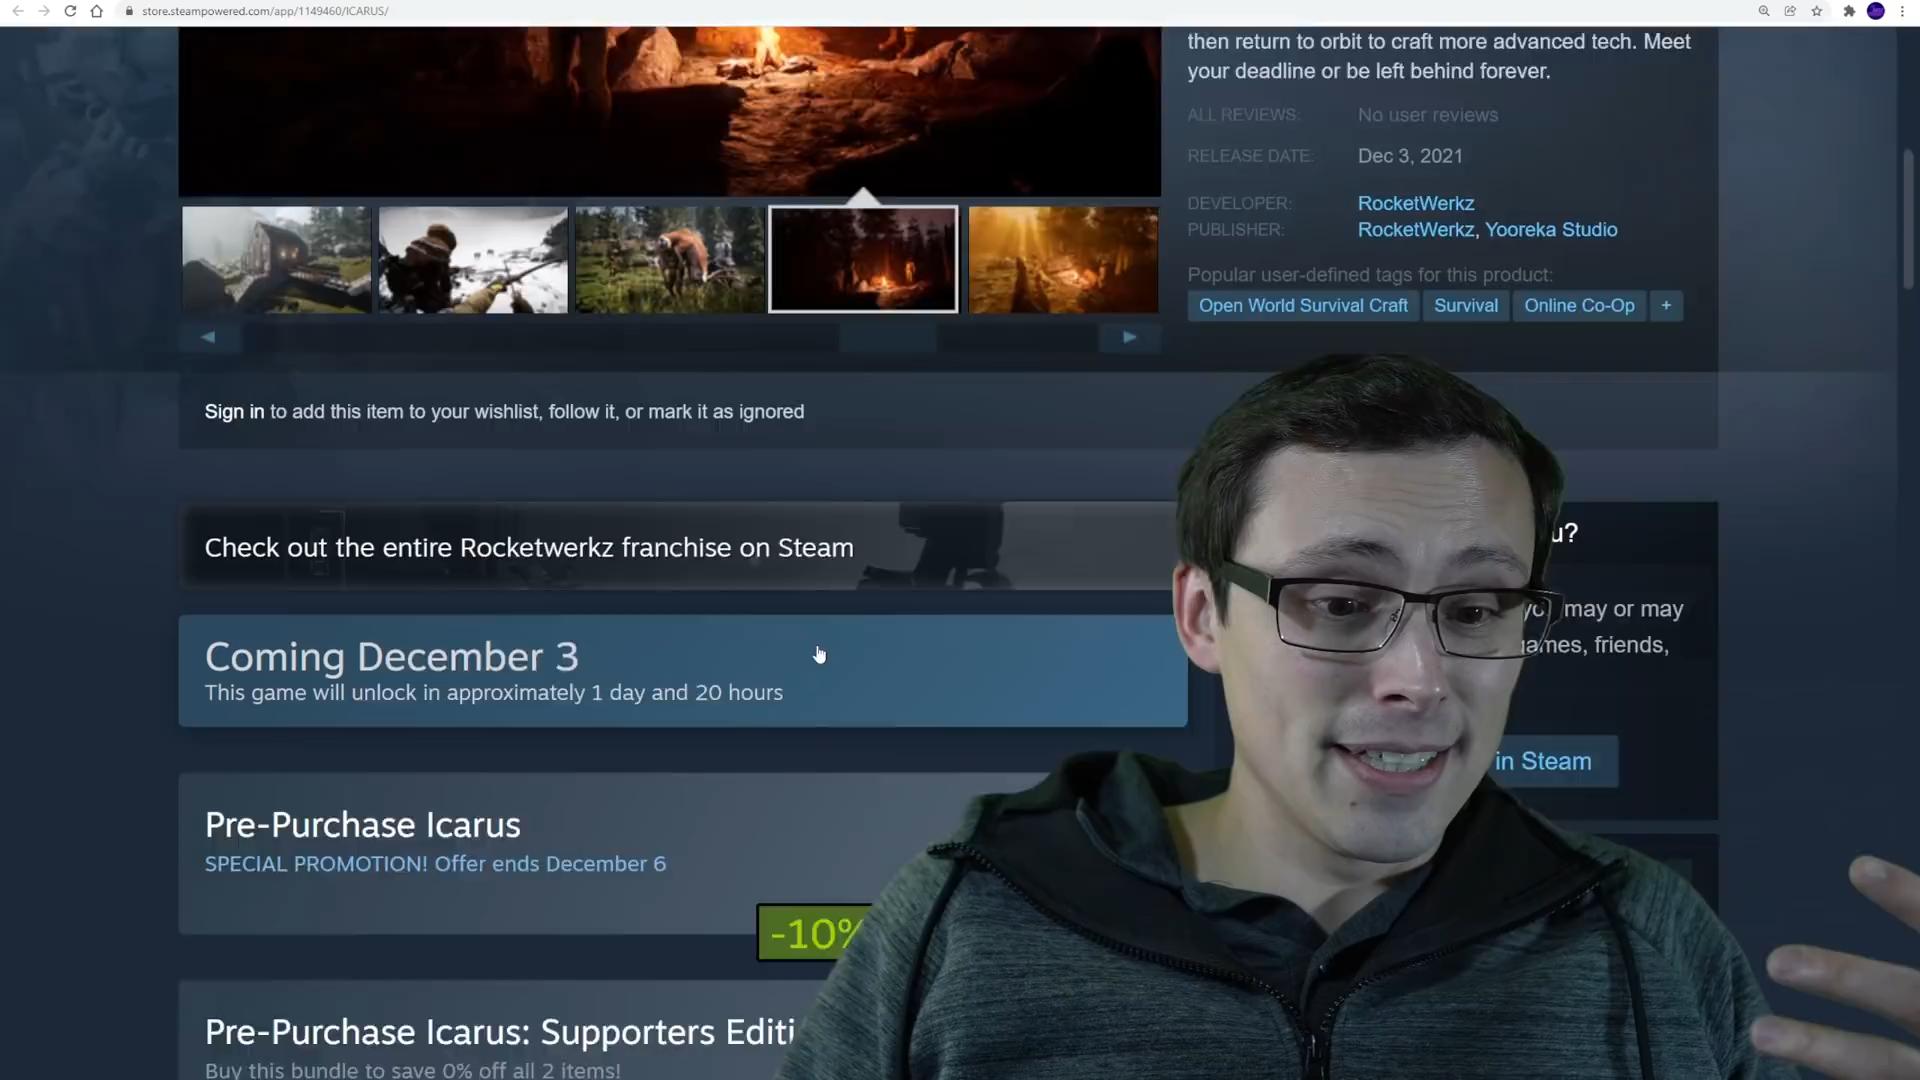 store.steampowered.com/app/1149460/ICARUS/
then return to orbit to craft more advanced tech. Meet
your deadline or be left behind forever.
ALL REVIEWS: No user reviews
RELEASE DATE: Dec 3, 2021
DEVELOPER: RocketWerkz
PUBLISHER: RocketWerkz, Yooreka Studio
Popular user-defined tags for this product:
Open World Survival Craft Survival Online Co-Op +
Sign in to add this item to your wishlist, follow it, or mark it as ignored
Check out the entire Rocketwerkz franchise on Steam
u?
may or may
games, friends,
Coming December 3
This game will unlock in approximately 1 day and 20 hours
in Steam
Pre-Purchase Icarus
SPECIAL PROMOTION! Offer ends December 6
-10%
Pre-Purchase Icarus: Supporters Editi
Buy this bundle to save 0% off all 2 items!